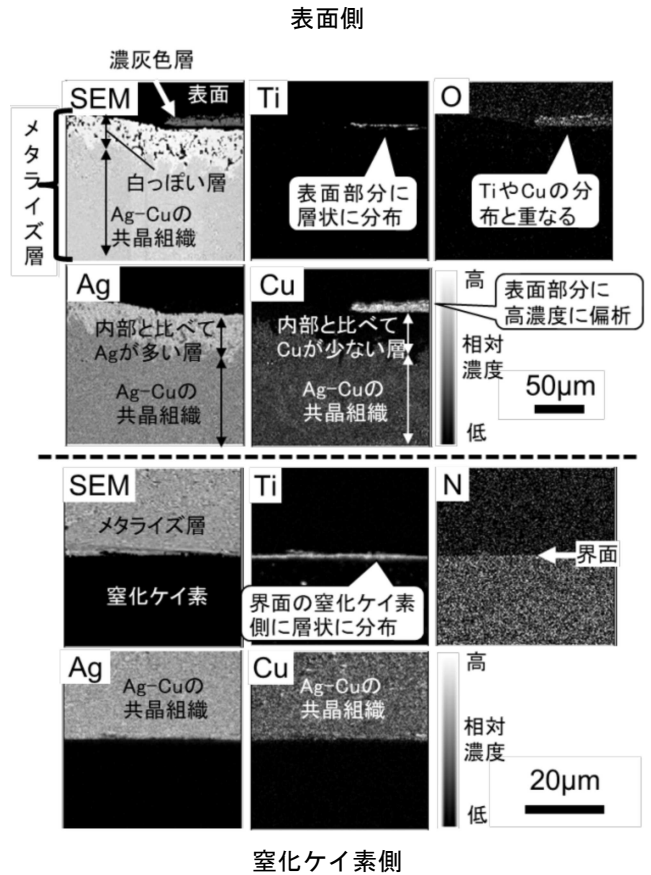 表面側
濃灰色層
SEM
表面
Ti
O
メタライズ層
白っぽい層
Ag-Cuの
共晶組織
表面部分に
層状に分布
TiやCuの分
布と重なる
Ag
Cu
内部と比べて
Agが多い層
Ag-Cuの
共晶組織
内部と比べて
Cuが少ない層
Ag-Cuの
共晶組織
高
相対
濃度
低
表面部分に
高濃度に偏析
50μm
SEM
Ti
N
メタライズ層
窒化ケイ素
界面の窒化ケイ素
側に層状に分布
界面
Ag
Cu
Ag-Cuの
共晶組織
Ag-Cuの
共晶組織
高
相対
濃度
低
20μm
窒化ケイ素側